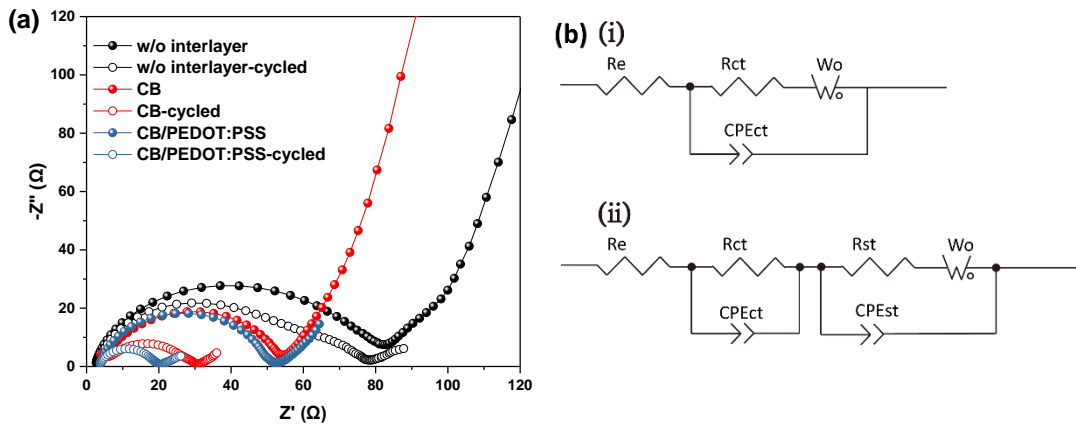 (a)
120
100
80
60
40
20
0
-Z'' (Ω)
w/o interlayer
w/o interlayer-cycled
CB
CB-cycled
CB/PEDOT:PSS
CB/PEDOT:PSS-cycled
0 20 40 60 80 100 120
Z' (Ω)
(b) (i)
Re Rct Wo
CPEct
(ii)
Re Rct Rst Wo
CPEct CPEst